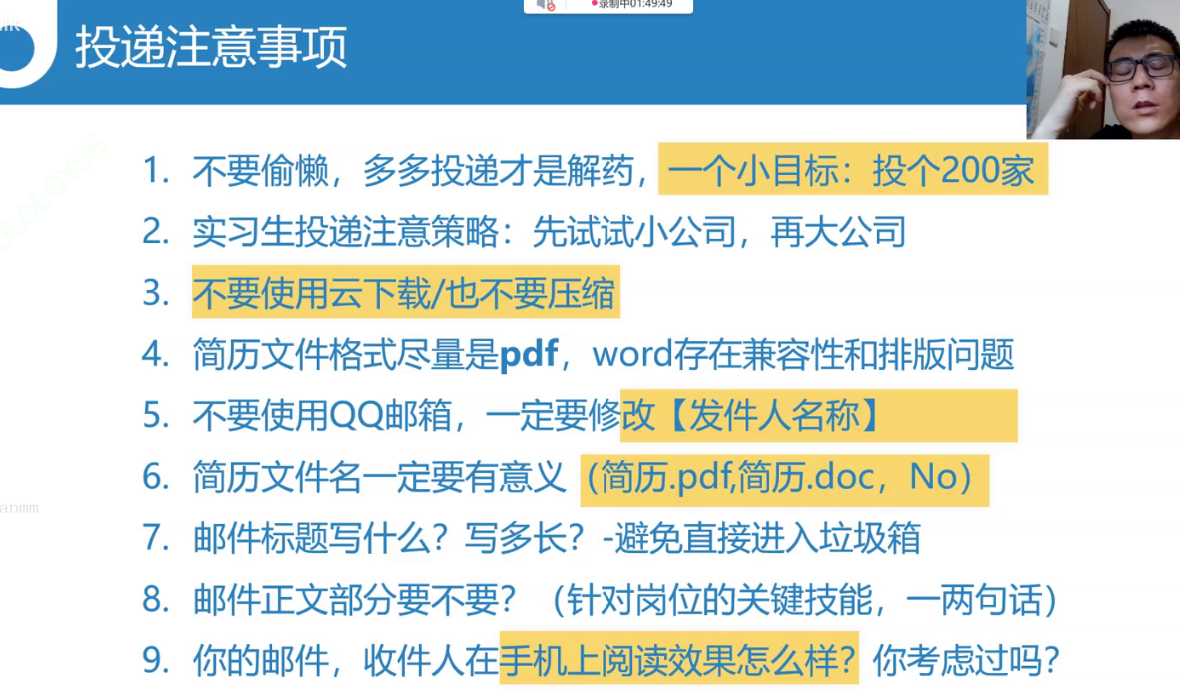 录制中01:49:49
投递注意事项
1. 不要偷懒，多多投递才是解药，一个小目标：投个200家
2. 实习生投递注意策略：先试试小公司，再大公司
3. 不要使用云下载/也不要压缩
4. 简历文件格式尽量是pdf，word存在兼容性和排版问题
5. 不要使用QQ邮箱，一定要修改【发件人名称】
6. 简历文件名一定要有意义（简历.pdf,简历.doc，No）
7. 邮件标题写什么？写多长？-避免直接进入垃圾箱
8. 邮件正文部分要不要？（针对岗位的关键技能，一两句话）
9. 你的邮件，收件人在手机上阅读效果怎么样？你考虑过吗？